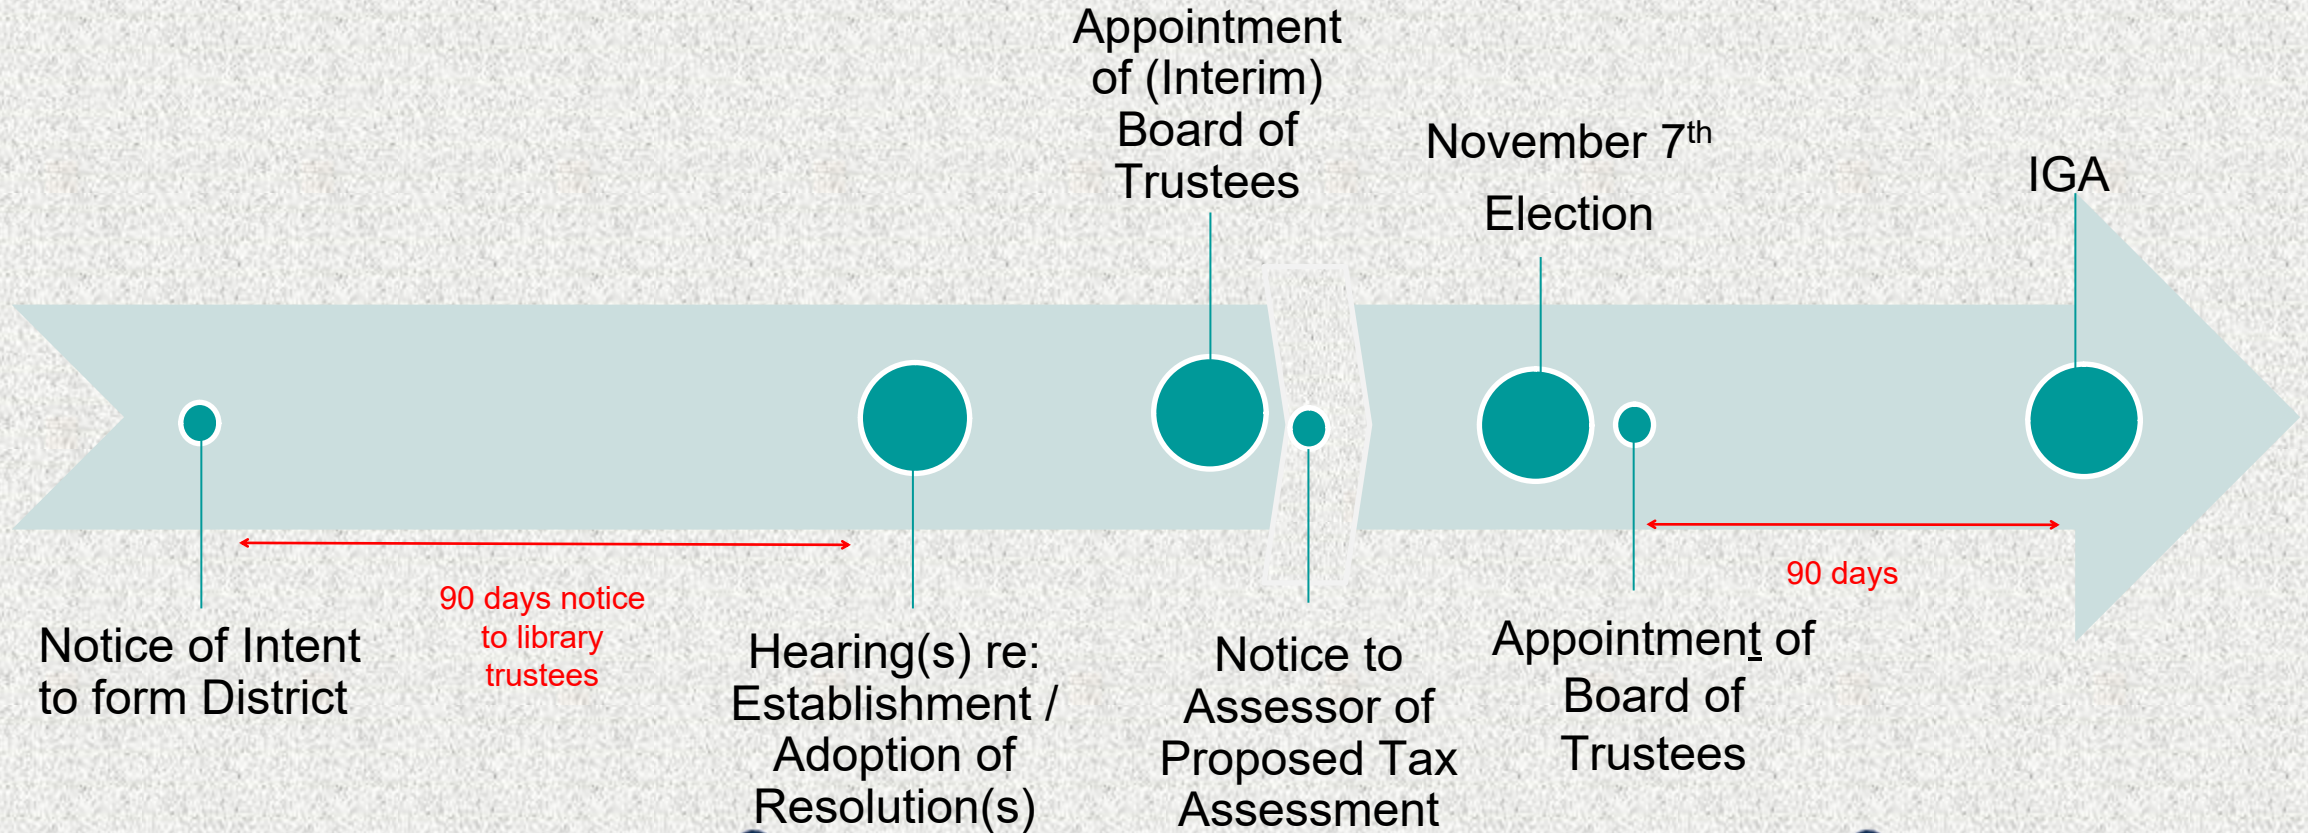 Appointment
of (Interim)
Board of
Trustees
November 7th
Election
IGA
90 days notice
to library
trustees
90 days
Notice of Intent
to form District
Hearing(s) re:
Establishment /
Adoption of
Resolution(s)
Notice to
Assessor of
Proposed Tax
Assessment
Appointment of
Board of
Trustees